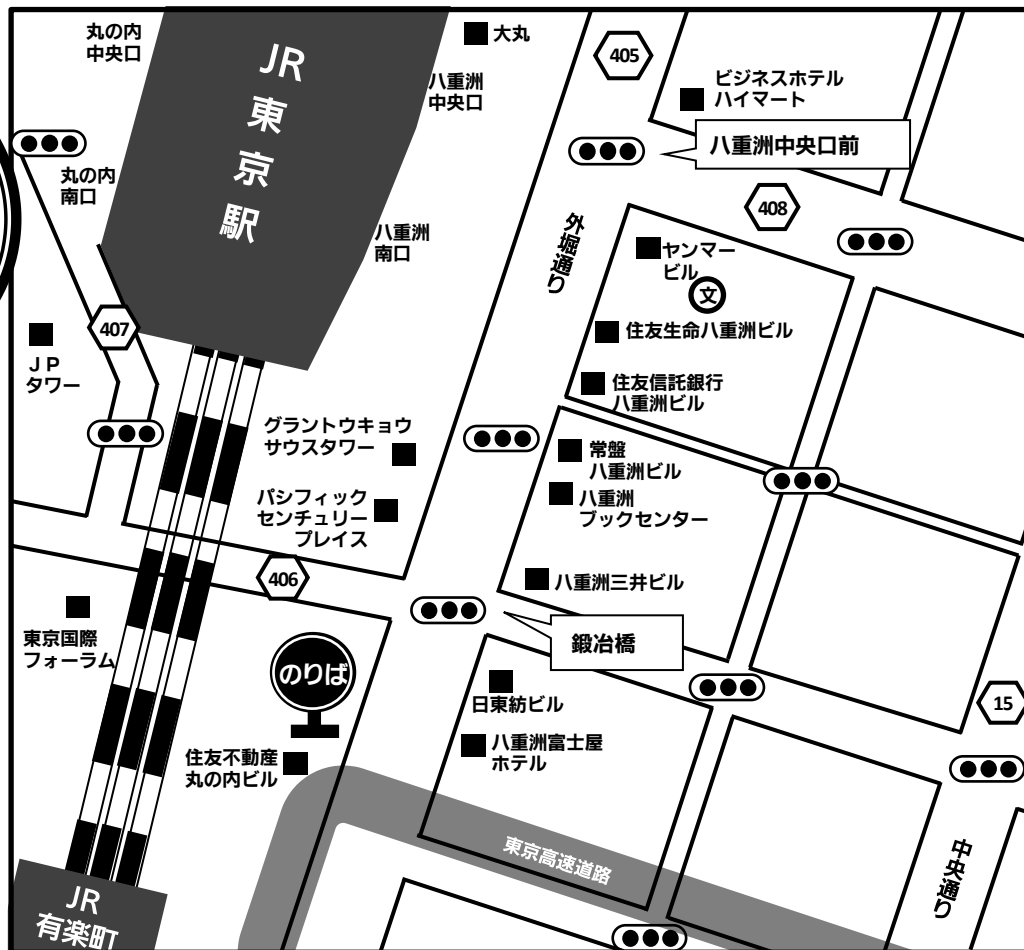 丸の内
中央口
JR
東
京
駅
大丸
八重洲
中央口
405
ビジネスホテル
ハイマート
八重洲中央口前
丸の内
南口
408
外堀通り
八重洲
南口
ヤンマー
ビル
文
407
住友生命八重洲ビル
JP
タワー
住友信託銀行
八重洲ビル
グラントウキョウ
サウスタワー
常盤
八重洲ビル
パシフィック
センチュリー
プレイス
八重洲
ブックセンター
406
八重洲三井ビル
東京国際
フォーラム
鍛冶橋
のりば
日東紡ビル
15
住友不動産
丸の内ビル
八重洲富士屋
ホテル
東京高速道路
中央通り
JR
有楽町